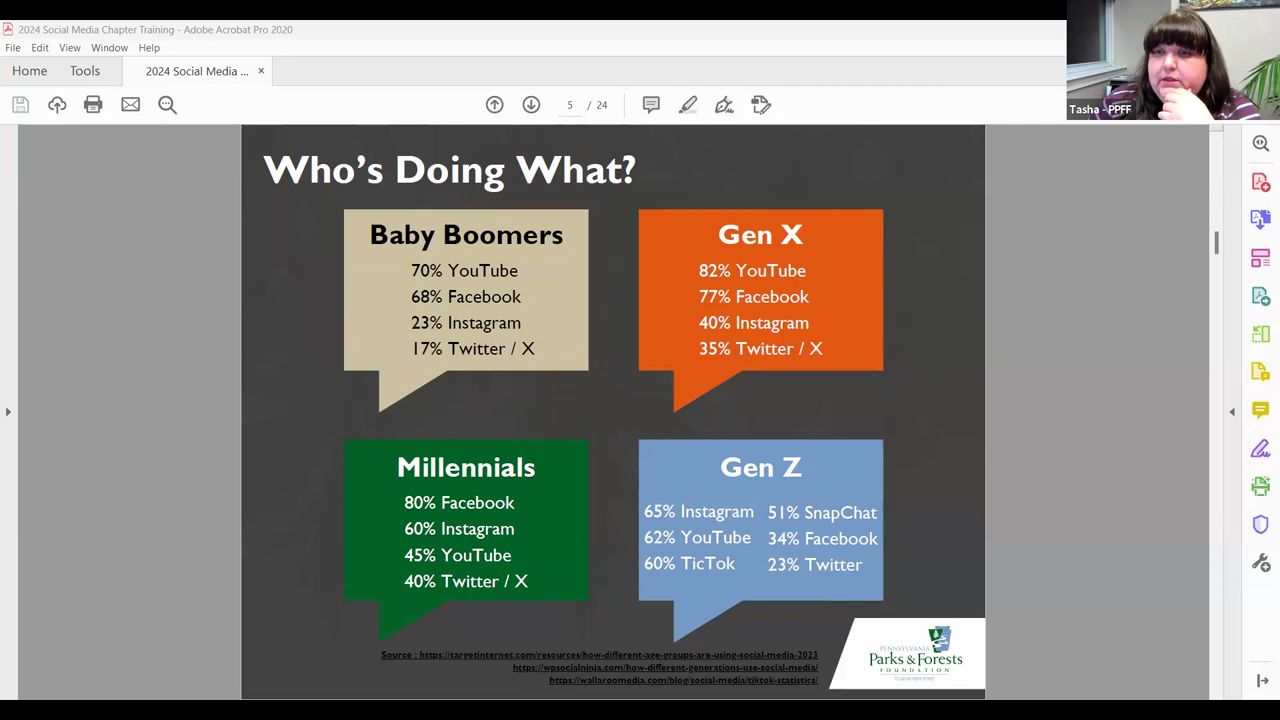 2024 Social Media Chapter Training - Adobe Acrobat Pro 2020
File Edit View Window Help
Home Tools 2024 Social Media ... ×
5 / 24
Tasha - PPFF
Who's Doing What?
Baby Boomers
70% YouTube
68% Facebook
23% Instagram
17% Twitter / X
Gen X
82% YouTube
77% Facebook
40% Instagram
35% Twitter / X
Millennials
80% Facebook
60% Instagram
45% YouTube
40% Twitter / X
Gen Z
65% Instagram 51% SnapChat
62% YouTube 34% Facebook
60% TicTok 23% Twitter
Source : https://targetinternet.com/resources/how-different-age-groups-are-using-social-media-2023
https://wpsocialninja.com/how-different-generations-use-social-media/
https://wallaroomedia.com/blog/social-media/tiktok-statistics/
PENNSYLVANIA
Parks & Forests
FOUNDATION